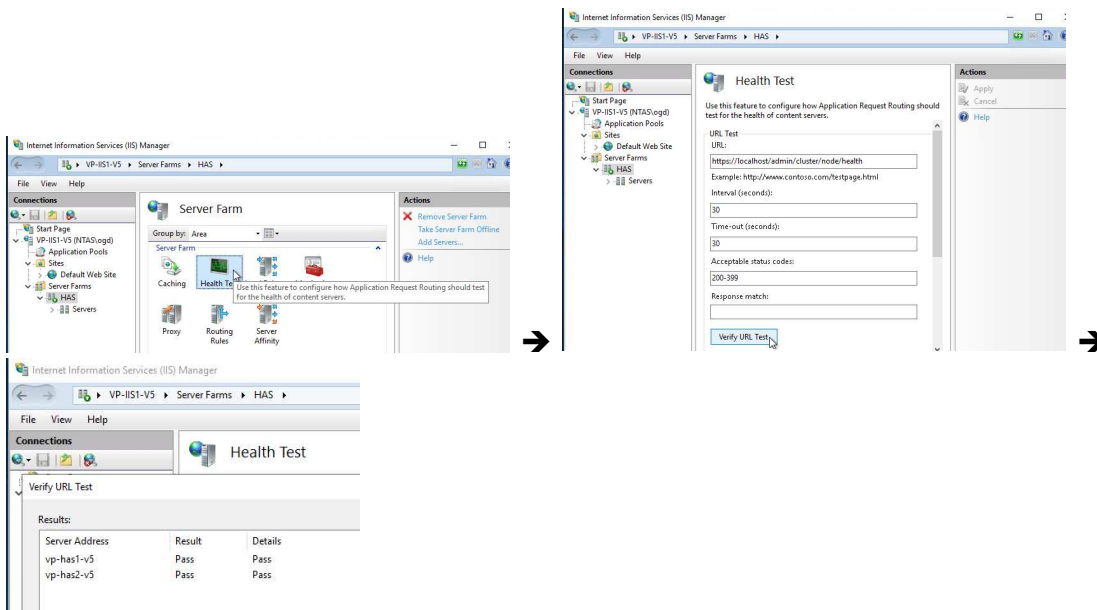 Internet Information Services (IIS) Manager
VP-IIS1-V5 Server Farms HAS
File View Help
Connections
Start Page
VP-IIS1-V5 (NTAS\ogd)
Application Pools
Sites
Default Web Site
Server Farms
HAS
Servers
Server Farm
Group by: Area
Server Farm
Caching
Proxy
Routing
Rules
Server
Affinity
Use this feature to configure how Application Request Routing should test
for the health of content servers.
Actions
Remove Server Farm
Take Server Farm Offline
Add Servers...
Help
Internet Information Services (IIS) Manager
VP-IIS1-V5 Server Farms HAS
File View Help
Connections
Start Page
VP-IIS1-V5 (NTAS\ogd)
Application Pools
Sites
Default Web Site
Server Farms
HAS
Servers
Health Test
Use this feature to configure how Application Request Routing should
test for the health of content servers.
URL Test
URL:
https://localhost/admin/cluster/node/health
Example: http://www.contoso.com/testpage.html
Interval (seconds):
30
Time-out (seconds):
30
Acceptable status codes:
200-399
Response match:
Verify URL Test
Actions
Apply
Cancel
Help
Internet Information Services (IIS) Manager
VP-IIS1-V5 Server Farms HAS
File View Help
Connections
Health Test
Verify URL Test
Results:
Server Address Result Details
vp-has1-v5 Pass Pass
vp-has2-v5 Pass Pass